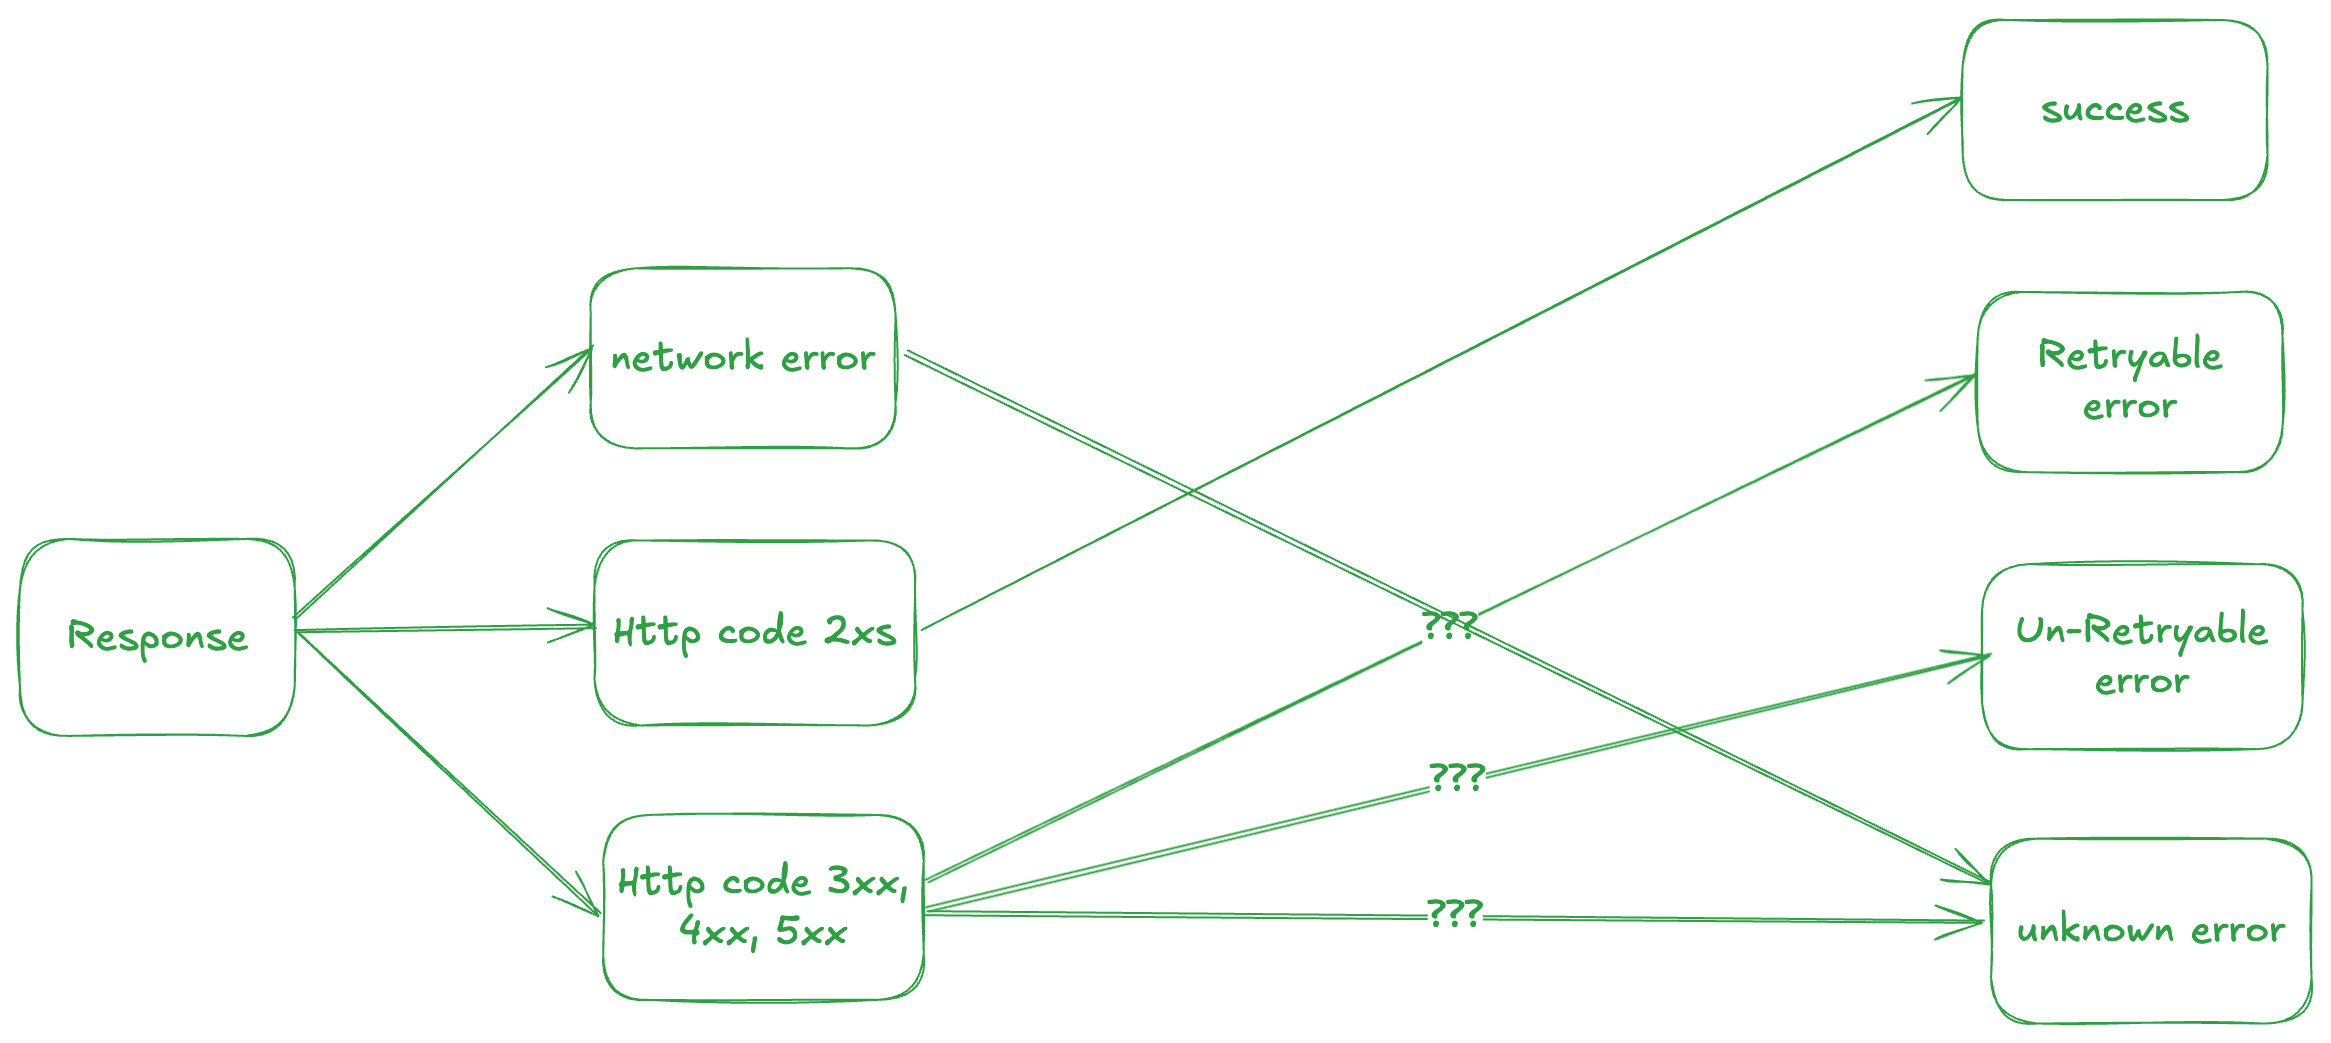 success
network error
Retryable
error
Response
Http code 2xs
???
Un-Retryable
error
???
Http code 3xx,
4xx, 5xx
???
unknown error